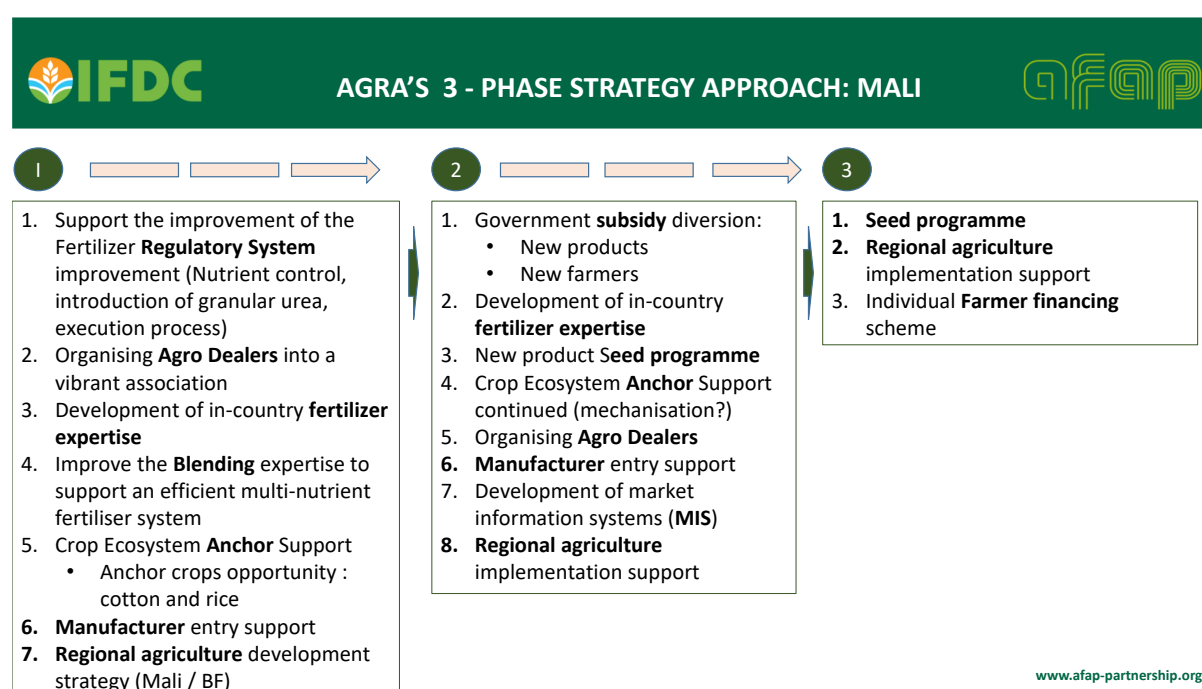 IFDC
AGRA'S 3 - PHASE STRATEGY APPROACH: MALI
afap
I
2
3
1. Support the improvement of the
Fertilizer Regulatory System
improvement (Nutrient control,
introduction of granular urea,
execution process)
2. Organising Agro Dealers into a
vibrant association
3. Development of in-country fertilizer
expertise
4. Improve the Blending expertise to
support an efficient multi-nutrient
fertiliser system
5. Crop Ecosystem Anchor Support
• Anchor crops opportunity :
cotton and rice
6. Manufacturer entry support
7. Regional agriculture development
strategy (Mali / BF)
1. Government subsidy diversion:
• New products
• New farmers
2. Development of in-country
fertilizer expertise
3. New product Seed programme
4. Crop Ecosystem Anchor Support
continued (mechanisation?)
5. Organising Agro Dealers
6. Manufacturer entry support
7. Development of market
information systems (MIS)
8. Regional agriculture
implementation support
1. Seed programme
2. Regional agriculture
implementation support
3. Individual Farmer financing
scheme
www.afap-partnership.org